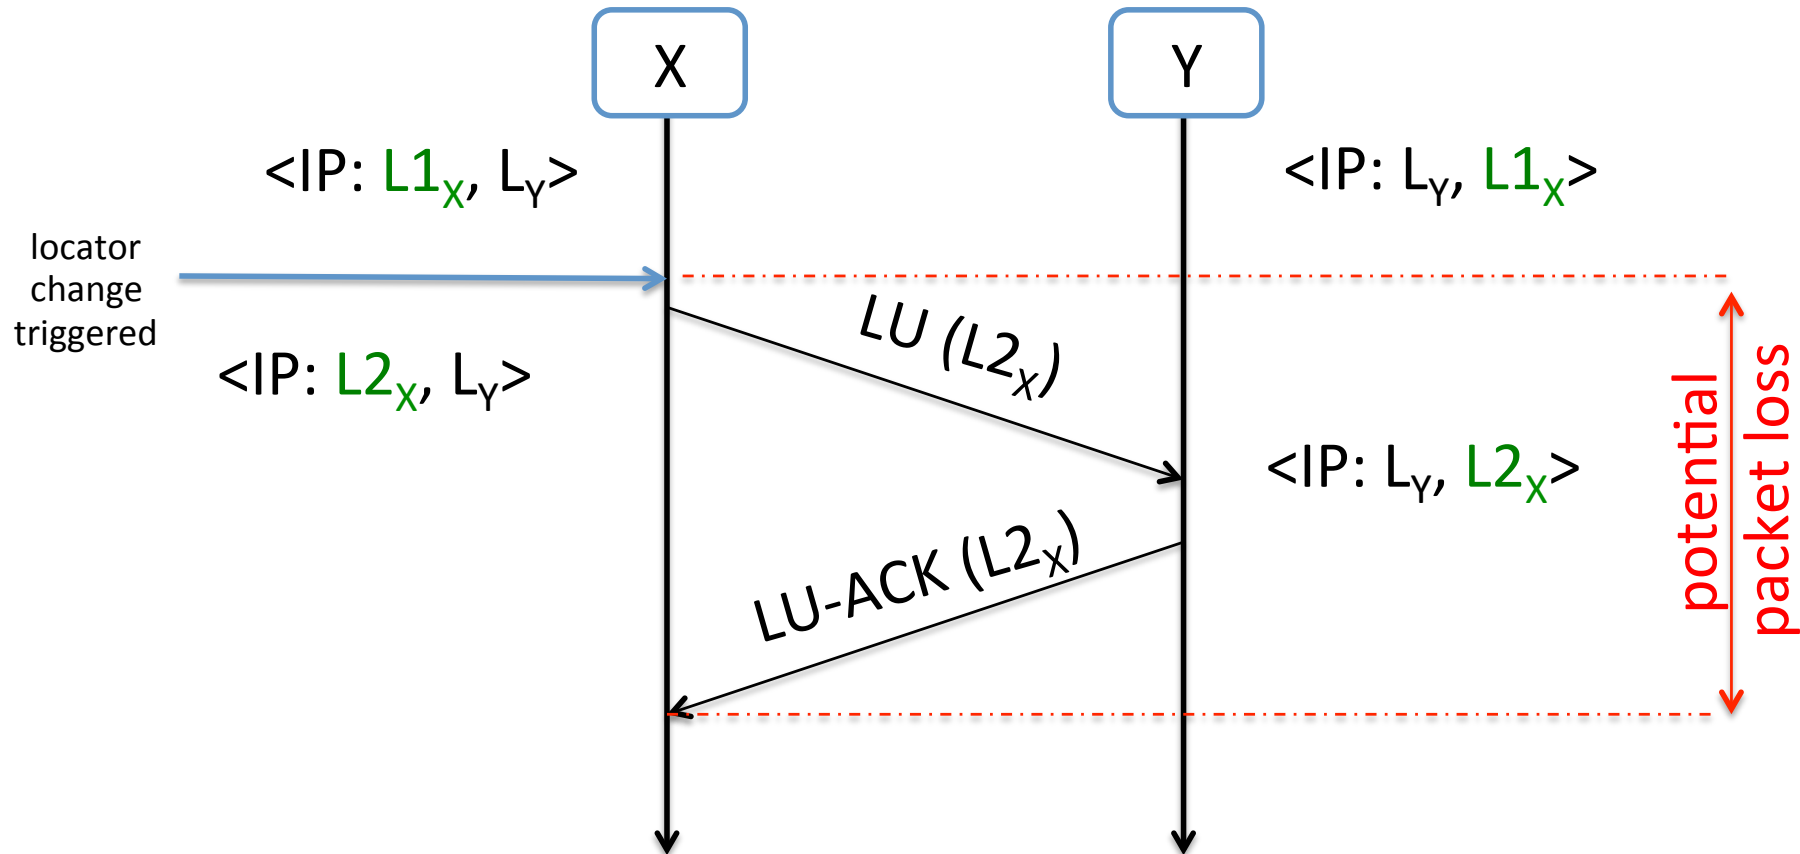 X
Y
<IP: L1X, LY>
<IP: LY, L1X>
locator
change
triggered
LU (L2X)
<IP: L2X, LY>
<IP: LY, L2X>
LU-ACK (L2X)
potential
packet loss